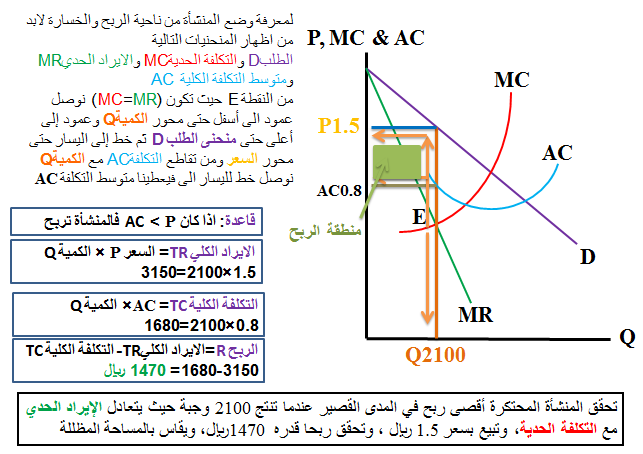 لمعرفة وضع المنشأة من ناحية الربح والخسارة لابد
من اظهار المنحنيات التالية
الطلبD والتكلفة الحديةMC والايراد الحديMR
ومتوسط التكلفة الكلية AC
من النقطة E حيث تكون (MC=MR) نوصل
عمود الى أسفل حتى محور الكميةQ وعمود إلى
أعلى حتى منحنى الطلب D ثم خط إلى اليسار حتى
محور السعر ومن تقاطع التكلفةAC مع الكميةQ
نوصل خط لليسار الى فيعطينا متوسط التكلفة AC
قاعدة: اذا كان AC < P فالمنشأة تربح
الايراد الكلي TR= السعر P × الكمية Q
3150=2100×1.5
التكلفة الكلية TC= AC× الكمية Q
1680=2100×0.8
الربح R=الايراد الكليTR- التكلفة الكليةTC
1680-3150= 1470 ريال
P, MC & AC
MC
P1.5
AC
AC0.8
ربح
E
منطقة الربح
D
MR
Q
Q2100
تحقق المنشأة المحتكرة أقصى ربح في المدى القصير عندما تنتج 2100 وجبة حيث يتعادل الإيراد الحدي
مع التكلفة الحدية، وتبيع بسعر 1.5 ريال ، وتحقق ربحا قدره 1470ريال، ويقاس بالمساحة المظللة